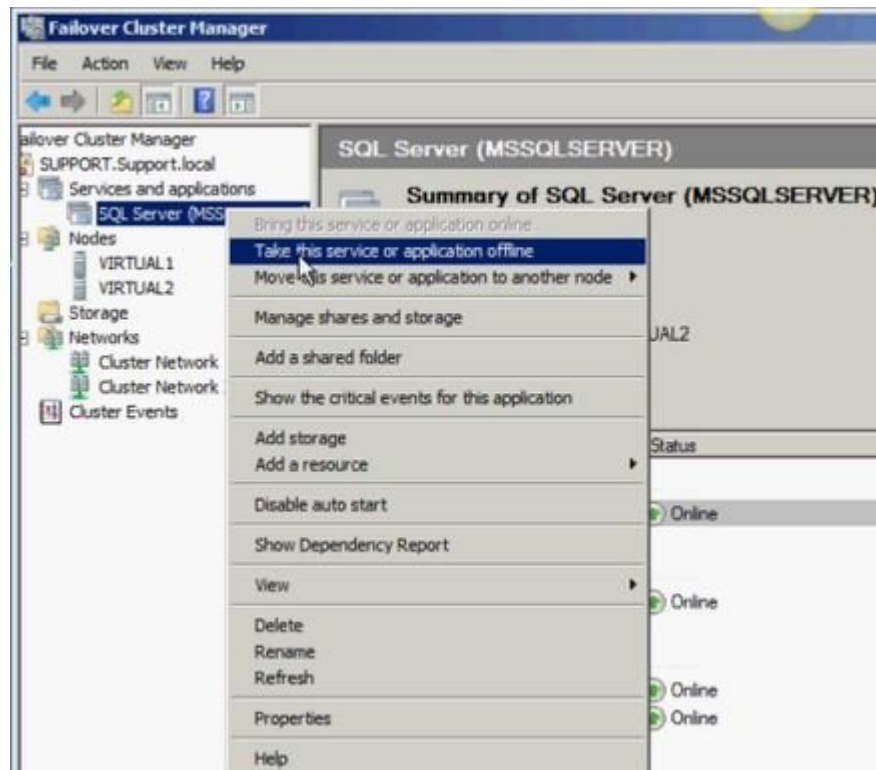 Failover Cluster Manager
File Action View Help
ailover Cluster Manager
SUPPORT.Support.local
Services and applications
SQL Server (MSS
Nodes
VIRTUAL1
VIRTUAL2
Storage
Networks
Cluster Network
Cluster Network
Cluster Events
SQL Server (MSSQLSERVER)
Summary of SQL Server (MSSQLSERVER)
Bring this service or application online
Take this service or application offline
Move this service or application to another node
Manage shares and storage
Add a shared folder
Show the critical events for this application
Add storage
Add a resource
Disable auto start
Show Dependency Report
View
Delete
Rename
Refresh
Properties
Help
UAL2
Status
Online
Online
Online
Online